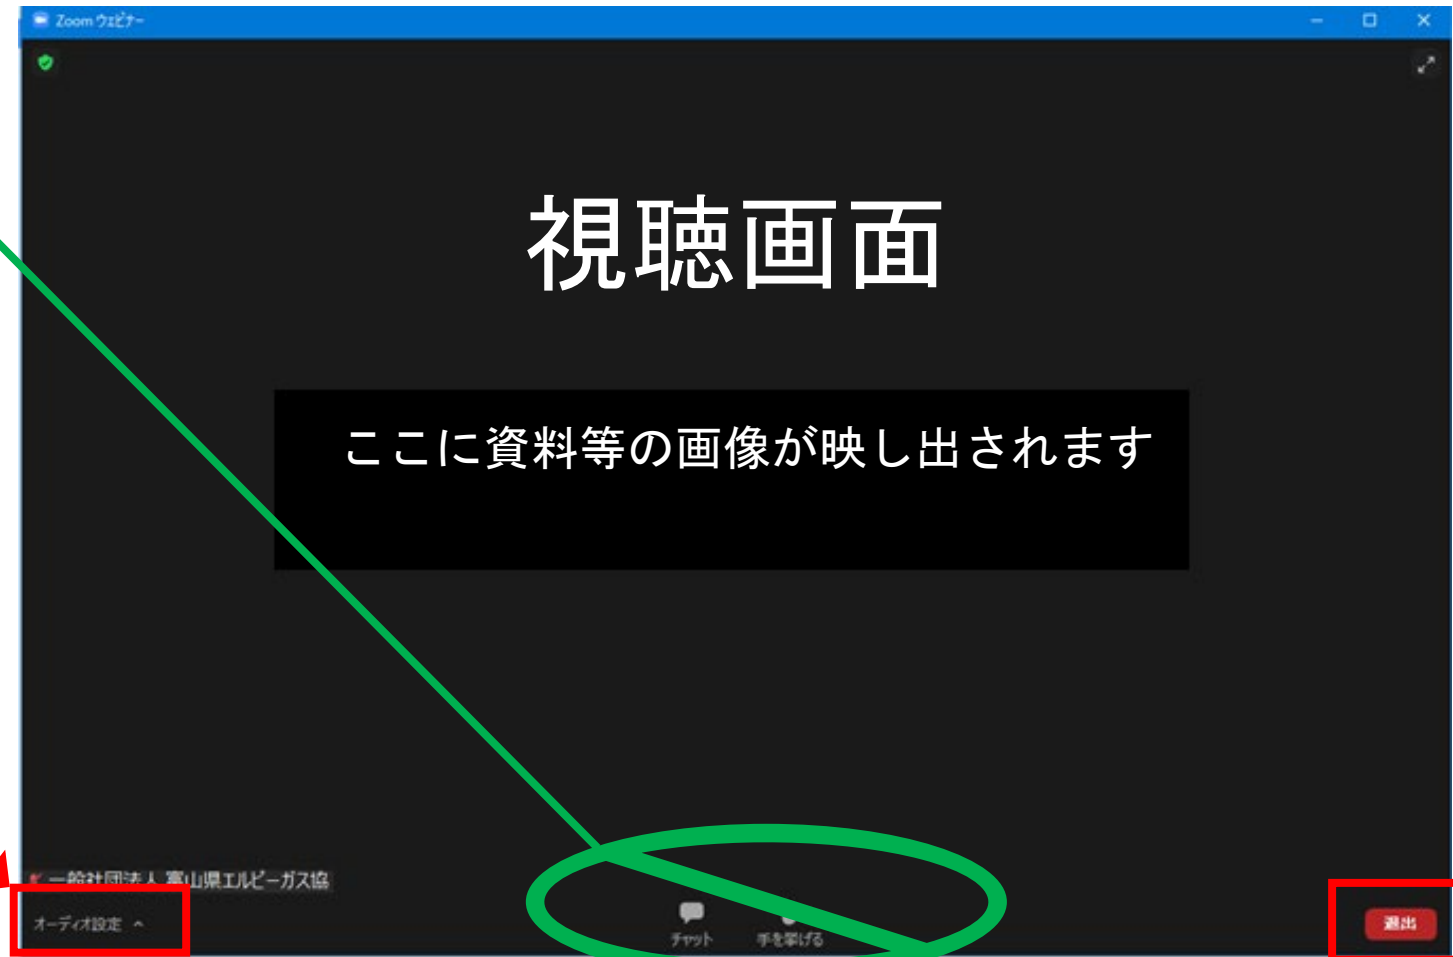 Zoom ウェビナー
視聴画面
ここに資料等の画像が映し出されます
一般社団法人 富山県エルピーガス協
オーディオ設定
チャット
手を挙げる
退出